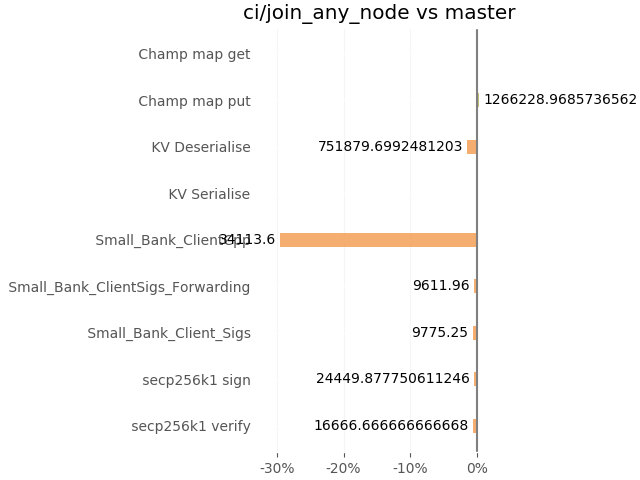 ci/join_any_node vs master
Champ map get
Champ map put 1266228.9685736562
KV Deserialise 751879.6992481203
KV Serialise
Small_Bank_ClientCpp 34113.6
Small_Bank_ClientSigs_Forwarding 9611.96
Small_Bank_Client_Sigs 9775.25
secp256k1 sign 24449.877750611246
secp256k1 verify 16666.666666666668
-30% -20% -10% 0%